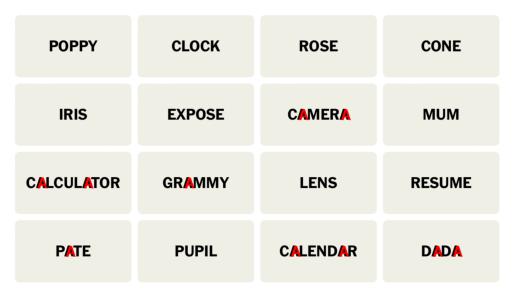 POPPY CLOCK ROSE CONE
IRIS EXPOSE CAMERA MUM
CALCULATOR GRAMMY LENS RESUME
PATE PUPIL CALENDAR DADA